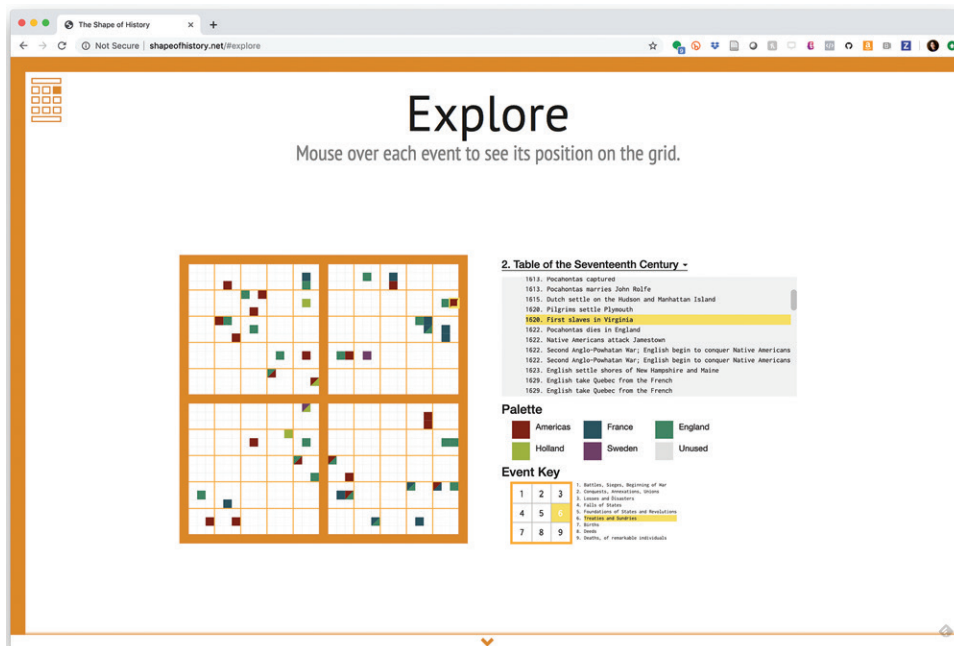 The Shape of History
Not Secure | shapeofhistory.net/#explore
Explore
Mouse over each event to see its position on the grid.
2. Table of the Seventeenth Century
1613. Pocahontas captured
1613. Pocahontas marries John Rolfe
1615. Dutch settle on the Hudson and Manhattan Island
1620. Pilgrims settle Plymouth
1620. First slaves in Virginia
1622. Pocahontas dies in England
1622. Native Americans attack Jamestown
1622. Second Anglo-Powhatan War; English begin to conquer Native Americans
1622. Second Anglo-Powhatan War; English begin to conquer Native Americans
1623. English settle shores of New Hampshire and Maine
1629. English take Quebec from the French
1629. English take Quebec from the French
Palette
Americas France England
Holland Sweden Unused
Event Key
1 2 3
4 5 6
7 8 9
1. Battles, Sieges, Beginning of War
2. Conquests, Annexations, Unions
3. Losses and Disasters
4. Falls of States
5. Foundations of States and Revolutions
6. Treaties and Sundries
7. Births
8. Deeds
9. Deaths, of remarkable individuals